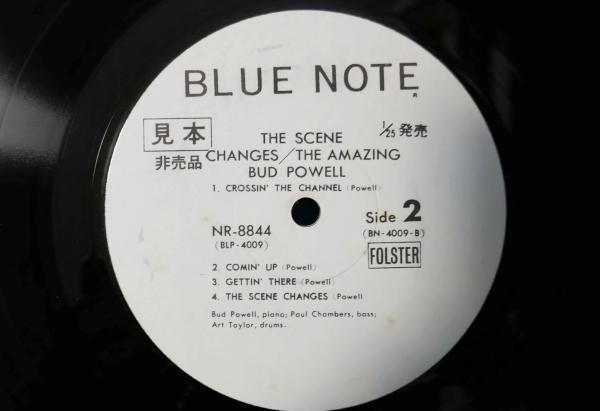 BLUE NOTE
R
見本
非売品
1/25 発売
THE SCENE
CHANGES/THE AMAZING
BUD POWELL
1. CROSSIN' THE CHANNEL (Powell)
NR-8844
(BLP-4009)
Side 2
(BN-4009-B)
FOLSTER
2. COMIN' UP (Powell)
3. GETTIN' THERE (Powell)
4. THE SCENE CHANGES (Powell)
Bud Powell, piano; Paul Chambers, bass;
Art Taylor, drums.